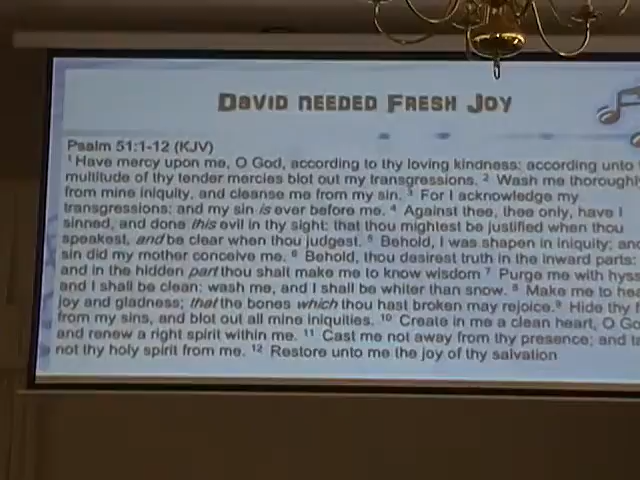 David needed Fresh Joy
Psalm 51:1-12 (KJV)
1 Have mercy upon me, O God, according to thy loving kindness: according unto
multitude of thy tender mercies blot out my transgressions. 2 Wash me thoroughly
from mine iniquity, and cleanse me from my sin. 3 For I acknowledge my
transgressions: and my sin is ever before me. 4 Against thee, thee only, have I
sinned, and done this evil in thy sight: that thou mightest be justified when thou
speakest, and be clear when thou judgest. 5 Behold, I was shapen in iniquity; and
sin did my mother conceive me. 6 Behold, thou desirest truth in the inward parts:
and in the hidden part thou shalt make me to know wisdom 7 Purge me with hyss
and I shall be clean: wash me, and I shall be whiter than snow. 8 Make me to hea
joy and gladness; that the bones which thou hast broken may rejoice. 9 Hide thy f
from my sins, and blot out all mine iniquities. 10 Create in me a clean heart, O Go
and renew a right spirit within me. 11 Cast me not away from thy presence; and ta
not thy holy spirit from me. 12 Restore unto me the joy of thy salvation